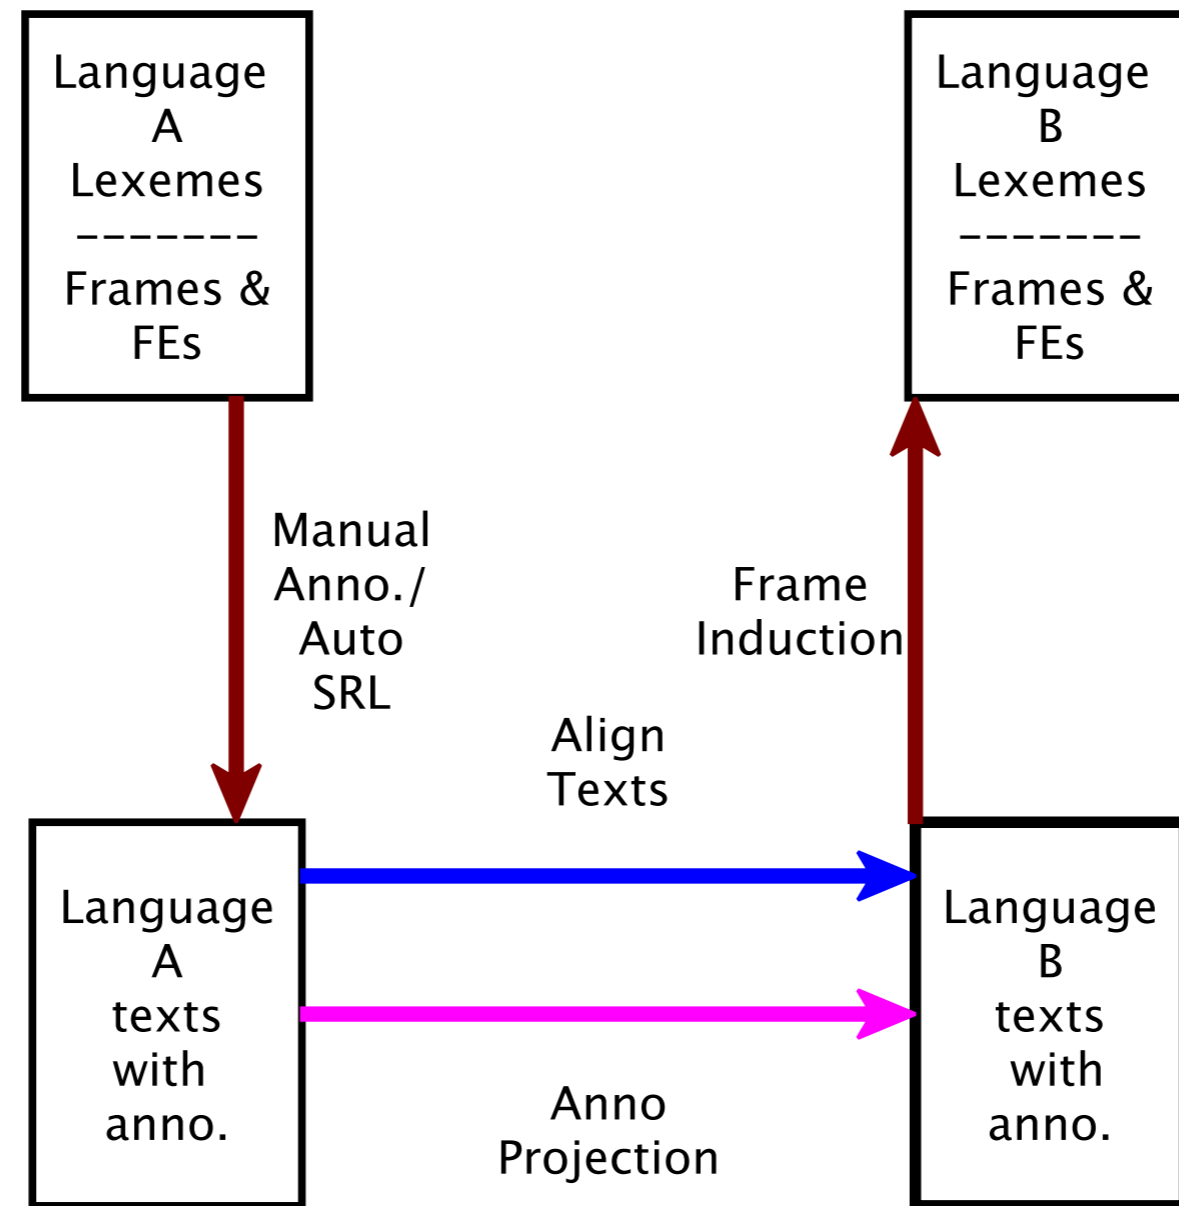 Language
A
Lexemes
-------
Frames &
FEs
Language
B
Lexemes
-------
Frames &
FEs
Manual
Anno./
Auto
SRL
Frame
Induction
Align
Texts
Language
A
texts
with
anno.
Anno
Projection
Language
B
texts
with
anno.